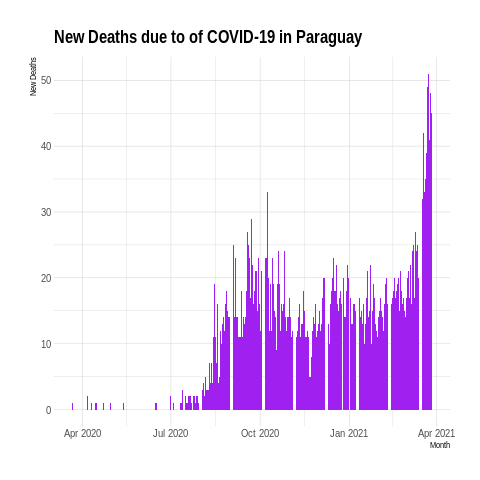 New Deaths due to of COVID-19 in Paraguay
New Deaths
50
40
30
20
10
0
Apr 2020 Jul 2020 Oct 2020 Jan 2021 Apr 2021
Month